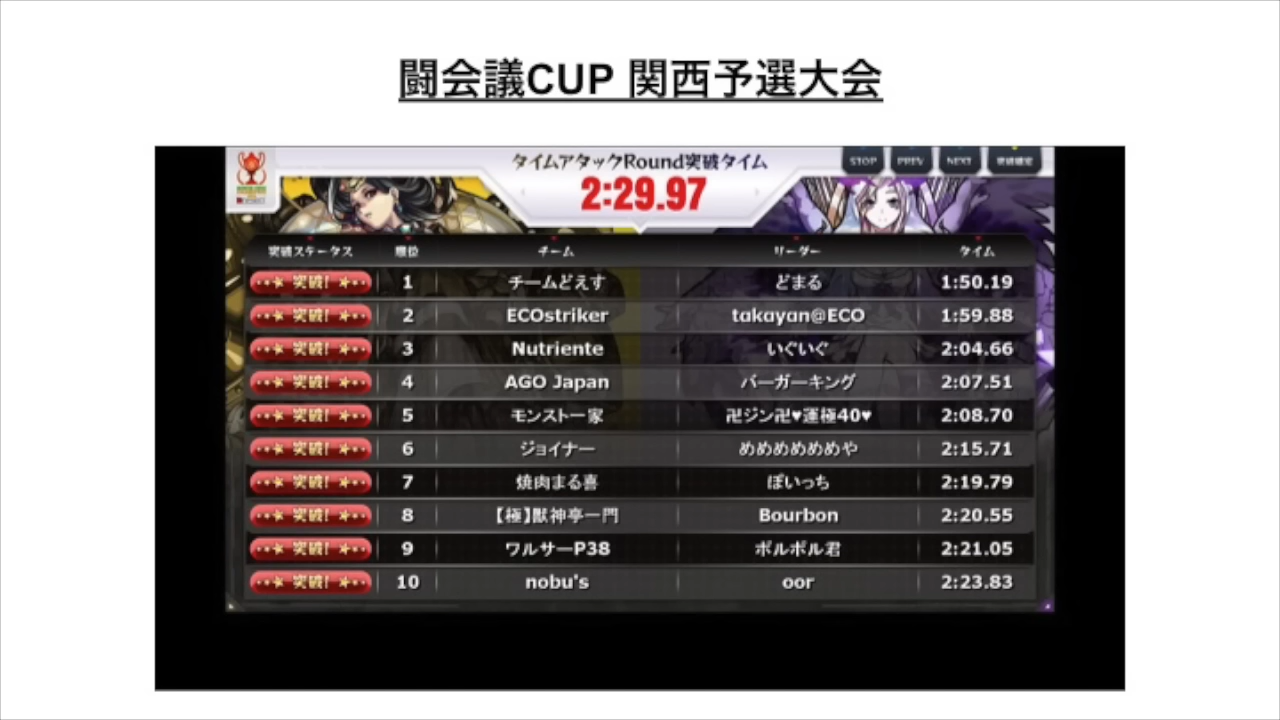 闘会議CUP 関西予選大会
タイムアタックRound突破タイム
2:29.97
STOP PREV NEXT 突破確定
突破ステータス 順位 チーム リーダー タイム
突破! 1 チームどえす どまる 1:50.19
突破! 2 ECOstriker takayan@ECO 1:59.88
突破! 3 Nutriente いぐいぐ 2:04.66
突破! 4 AGO Japan バーガーキング 2:07.51
突破! 5 モンスト一家 卍ジン卍♥運極40♥ 2:08.70
突破! 6 ジョイナー めめめめめめや 2:15.71
突破! 7 焼肉まる喜 ぽいっち 2:19.79
突破! 8 【極】獣神亭一門 Bourbon 2:20.55
突破! 9 ワルサーP38 ボルボル君 2:21.05
突破! 10 nobu's oor 2:23.83